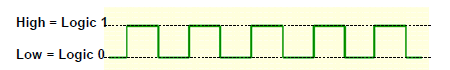 High = Logic 1
Low = Logic 0